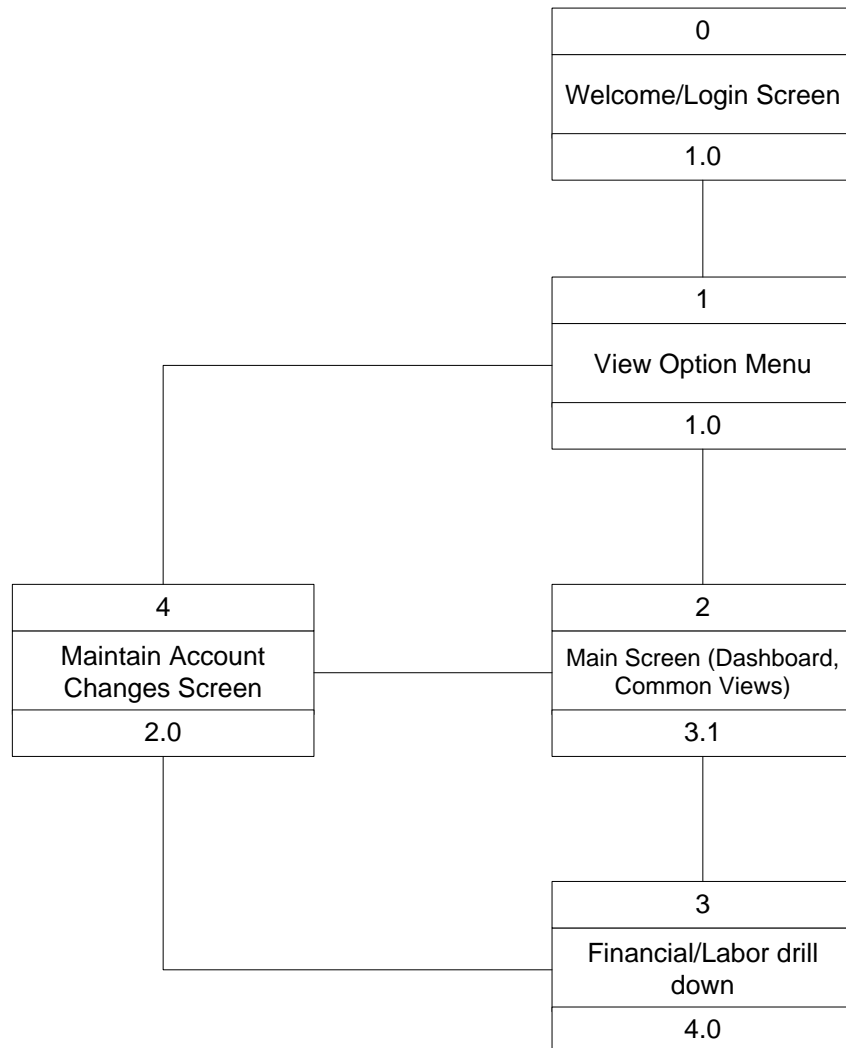 0
Welcome/Login Screen
1.0
1
View Option Menu
1.0
4
Maintain Account
Changes Screen
2.0
2
Main Screen (Dashboard,
Common Views)
3.1
3
Financial/Labor drill
down
4.0